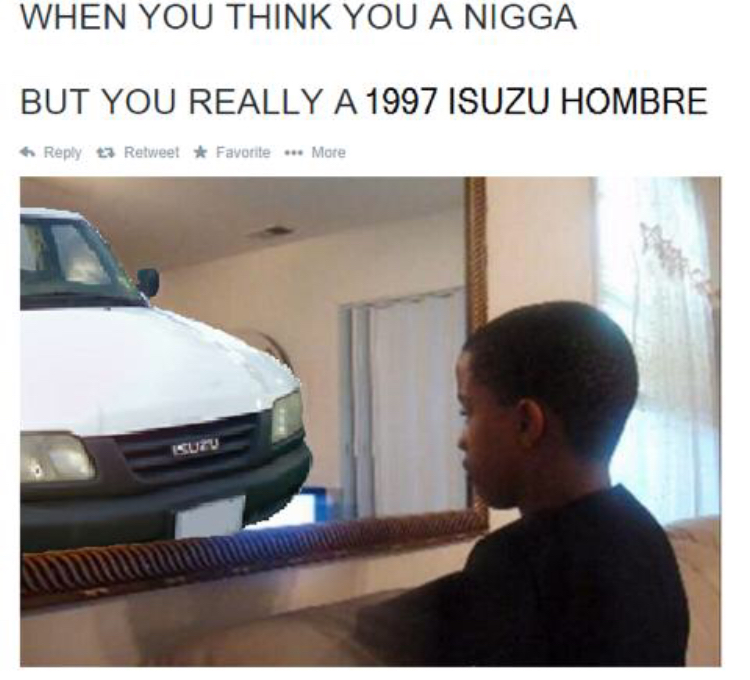 WHEN YOU THINK YOU A NIGGA
BUT YOU REALLY A 1997 ISUZU HOMBRE
Reply Retweet Favorite More
ISUZU